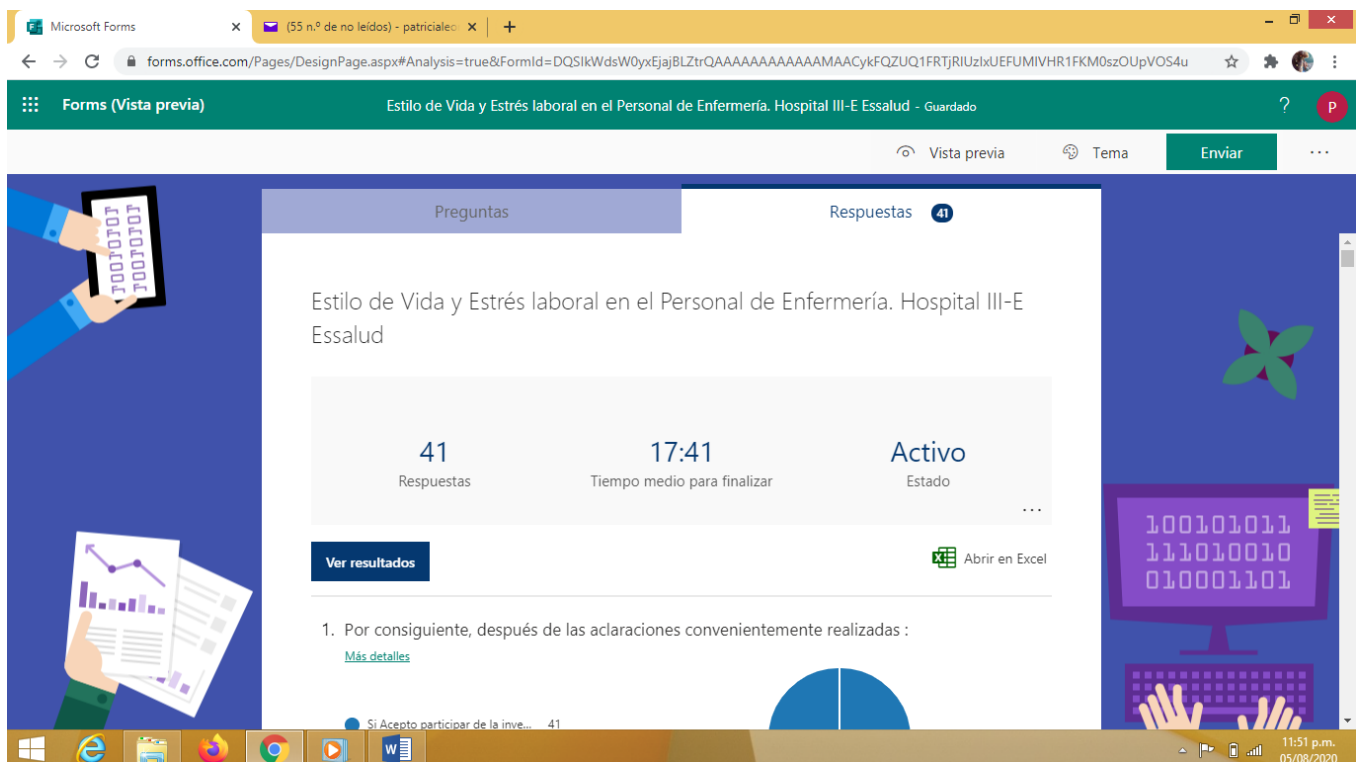 Microsoft Forms
(55 n.º de no leídos) - patricialeo
forms.office.com/Pages/DesignPage.aspx#Analysis=true&FormId=DQSIkWdsW0yxEjajBLZtrQAAAAAAAAAAAAMAACykFQZUQ1FRTjRIUzIxUEFUMlVHR1FKM0szOUpVOS4u
Forms (Vista previa)
Estilo de Vida y Estrés laboral en el Personal de Enfermería. Hospital III-E Essalud - Guardado
?
P
Vista previa
Tema
Enviar
Preguntas
Respuestas 41
Estilo de Vida y Estrés laboral en el Personal de Enfermería. Hospital III-E
Essalud
41
17:41
Activo
Respuestas
Tiempo medio para finalizar
Estado
Ver resultados
Abrir en Excel
1. Por consiguiente, después de las aclaraciones convenientemente realizadas :
Más detalles
Si Acepto participar de la inve... 41
100101011
111010010
010001101
11:51 p.m.
05/08/2020